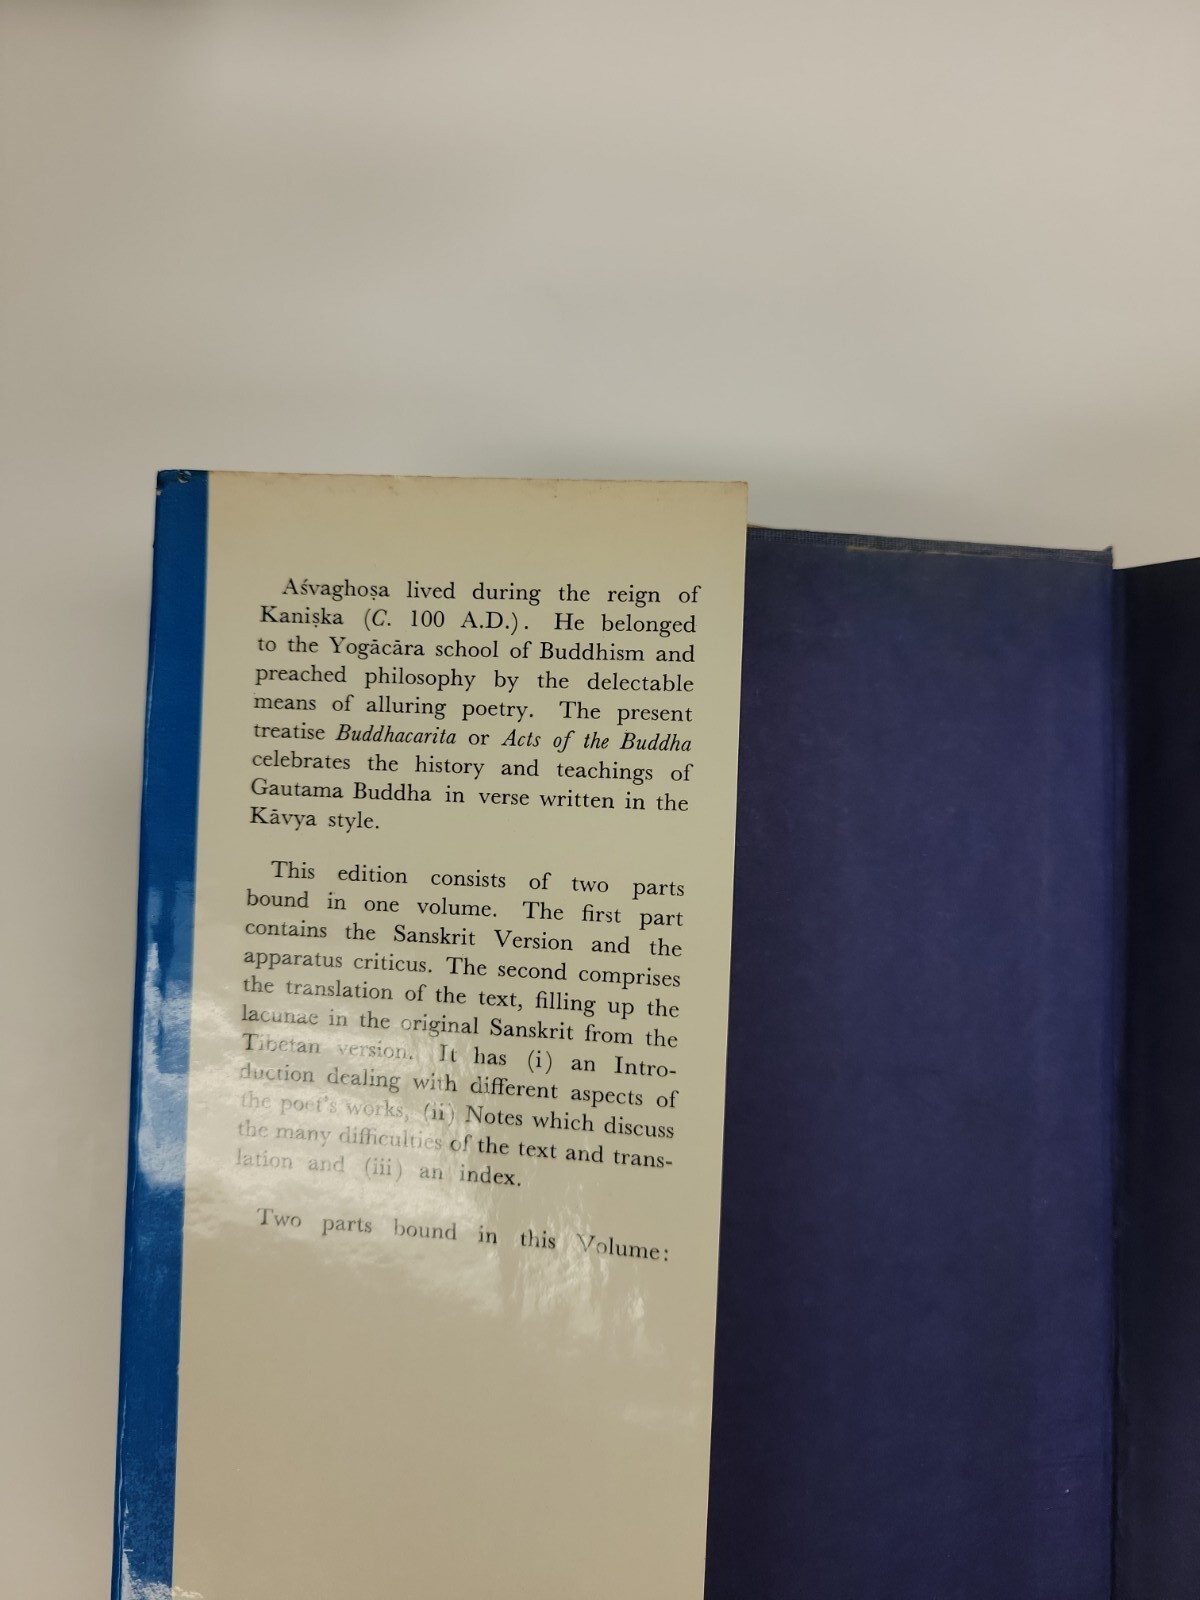 Aśvaghoṣa lived during the reign of
Kaniṣka (C. 100 A.D.). He belonged
to the Yogācāra school of Buddhism and
preached philosophy by the delectable
means of alluring poetry. The present
treatise Buddhacarita or Acts of the Buddha
celebrates the history and teachings of
Gautama Buddha in verse written in the
Kāvya style.
This edition consists of two parts
bound in one volume. The first part
contains the Sanskrit Version and the
apparatus criticus. The second comprises
the translation of the text, filling up the
lacunae in the original Sanskrit from the
Tibetan version. It has (i) an Intro-
duction dealing with different aspects of
the poet's works, (ii) Notes which discuss
the many difficulties of the text and trans-
lation and (iii) an index.
Two parts bound in this Volume: